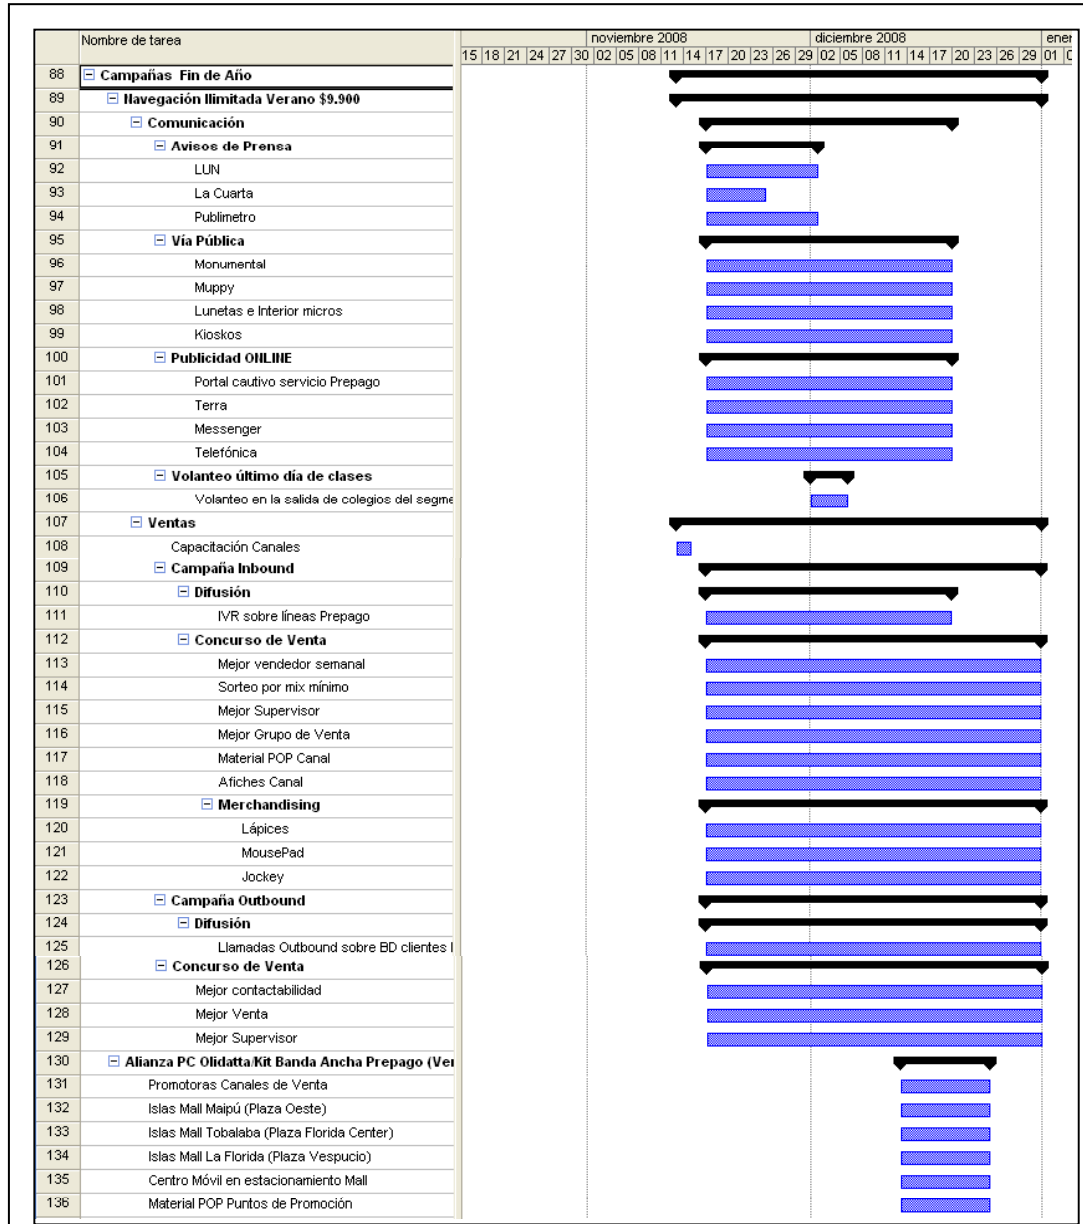 Nombre de tarea
noviembre 2008 diciembre 2008 ener
15 18 21 24 27 30 02 05 08 11 14 17 20 23 26 29 02 05 08 11 14 17 20 23 26 29 01
88 Campañas Fin de Año
89 Navegación Ilimitada Verano $9.900
90 Comunicación
91 Avisos de Prensa
92 LUN
93 La Cuarta
94 Publimetro
95 Vía Pública
96 Monumental
97 Muppy
98 Lunetas e Interior micros
99 Kioskos
100 Publicidad ONLINE
101 Portal cautivo servicio Prepago
102 Terra
103 Messenger
104 Telefónica
105 Volanteo último día de clases
106 Volanteo en la salida de colegios del segme
107 Ventas
108 Capacitación Canales
109 Campaña Inbound
110 Difusión
111 IVR sobre líneas Prepago
112 Concurso de Venta
113 Mejor vendedor semanal
114 Sorteo por mix mínimo
115 Mejor Supervisor
116 Mejor Grupo de Venta
117 Material POP Canal
118 Afiches Canal
119 Merchandising
120 Lápices
121 MousePad
122 Jockey
123 Campaña Outbound
124 Difusión
125 Llamadas Outbound sobre BD clientes
126 Concurso de Venta
127 Mejor contactabilidad
128 Mejor Venta
129 Mejor Supervisor
130 Alianza PC Olidatta/Kit Banda Ancha Prepago (Ver
131 Promotoras Canales de Venta
132 Islas Mall Maipú (Plaza Oeste)
133 Islas Mall Tobalaba (Plaza Florida Center)
134 Islas Mall La Florida (Plaza Vespucio)
135 Centro Móvil en estacionamiento Mall
136 Material POP Puntos de Promoción